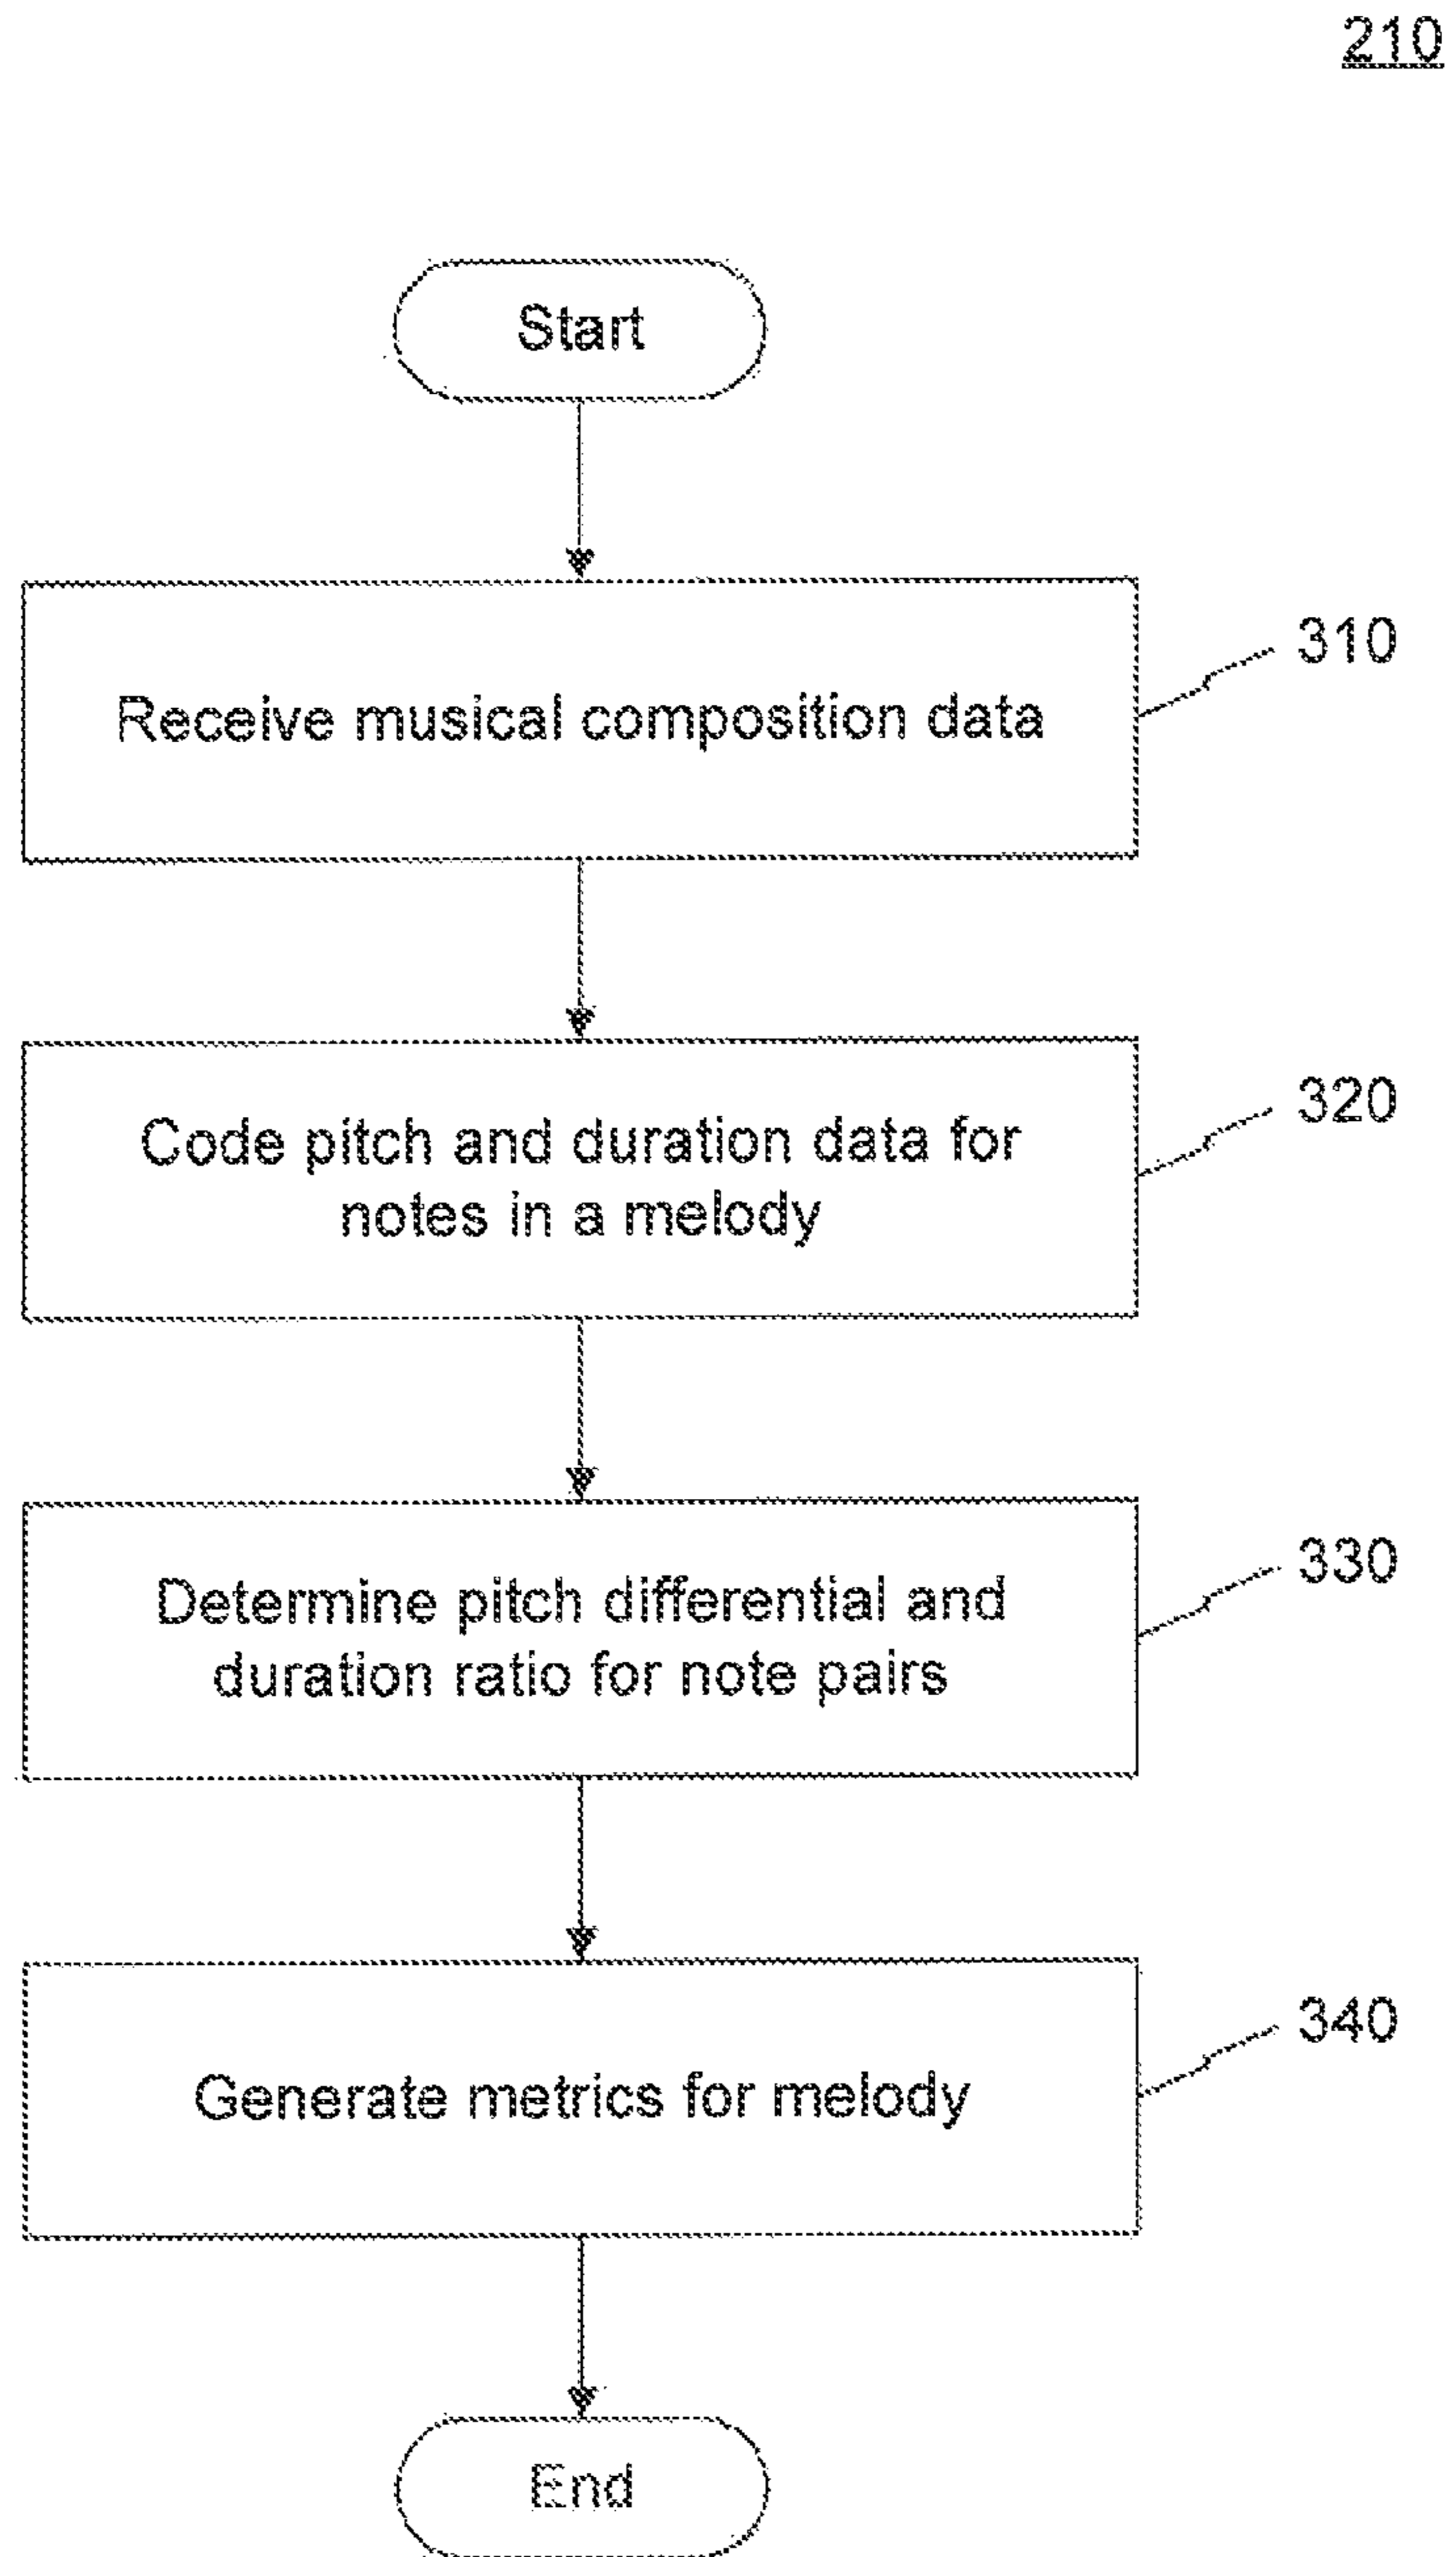 210
Start
Receive musical composition data
310
Code pitch and duration data for
notes in a melody
320
Determine pitch differential and
duration ratio for note pairs
330
Generate metrics for melody
340
End